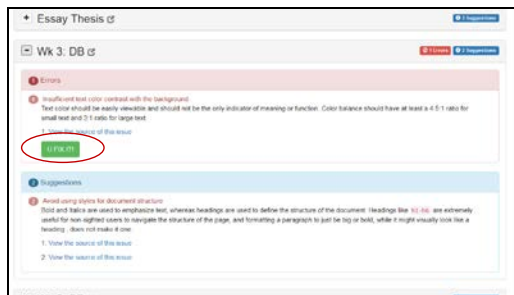 Essay Thesis
2 Suggestions
Wk 3: DB
1 Errors 2 Suggestions
Errors
Insufficient text color contrast with the background
Text color should be easily viewable and should not be the only indicator of meaning or function. Color balance should have at least a 4.5:1 ratio for
small text and 3:1 ratio for large text
1. View the source of this issue
U FIX IT!
Suggestions
Avoid using styles for document structure
Bold and Italics are used to emphasize text, whereas headings are used to define the structure of the document. Headings like h1-h6 are extremely
useful for non-sighted users to navigate the structure of the page, and formatting a paragraph to just be big or bold, while it might visually look like a
heading, does not make it one
1. View the source of this issue
2. View the source of this issue